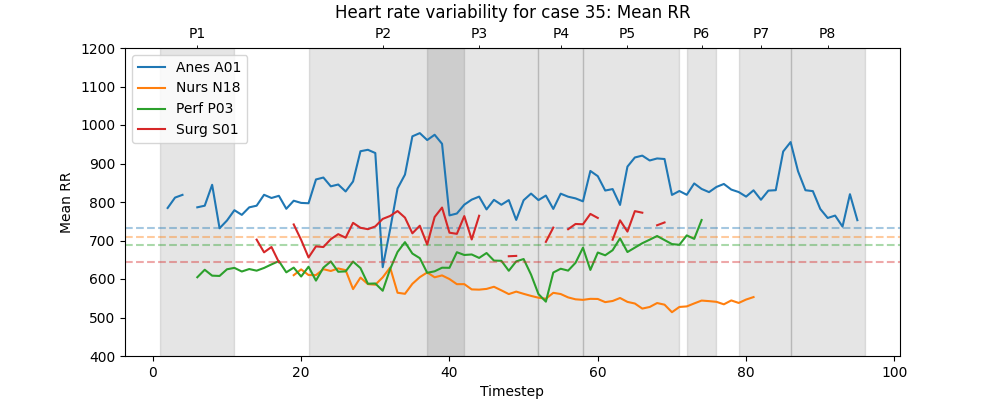 Heart rate variability for case 35: Mean RR
P1 P2 P3 P4 P5 P6 P7 P8
1200
1100
1000
900
800
700
600
500
400
Mean RR
Anes A01
Nurs N18
Perf P03
Surg S01
0 20 40 60 80 100
Timestep